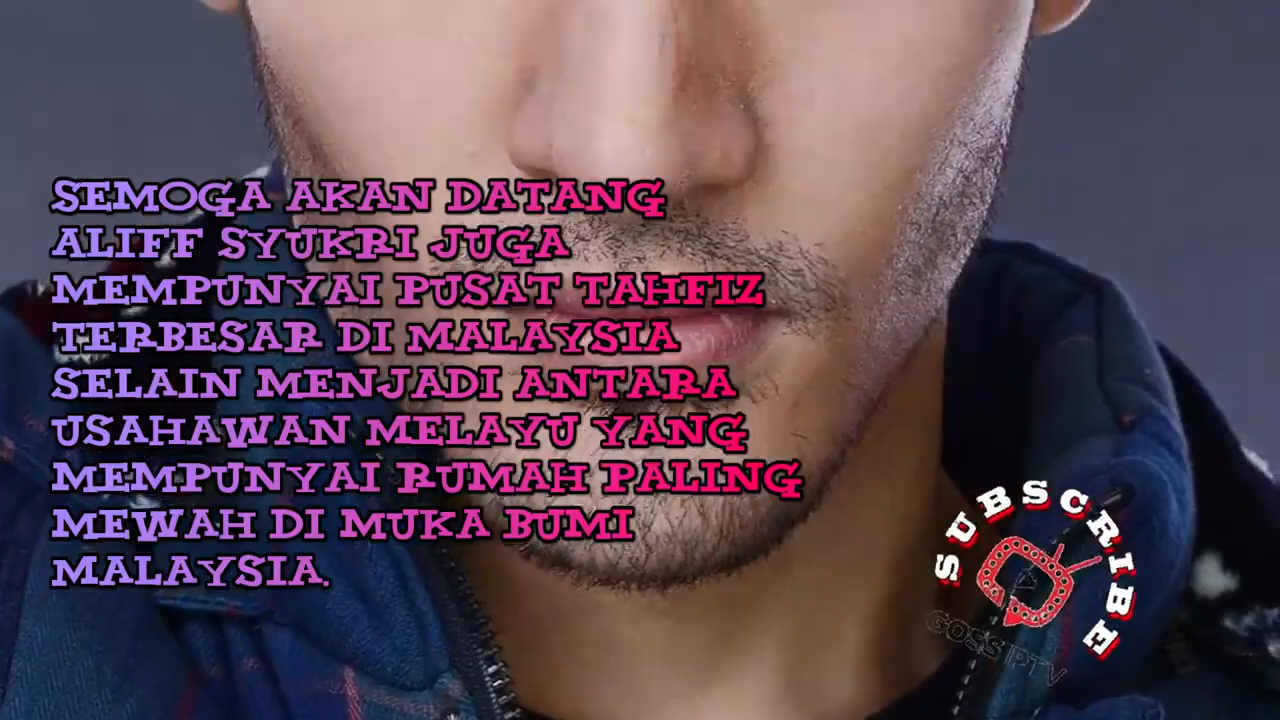 SEMOGA AKAN DATANG
ALIFF SYUKRI JUGA
MEMPUNYAI PUSAT TAHFIZ
TERBESAR DI MALAYSIA
SELAIN MENJADI ANTARA
USAHAWAN MELAYU YANG
MEMPUNYAI RUMAH PALING
MEWAH DI MUKA BUMI
MALAYSIA.
SUBSCRIBE
GOSSIPTV